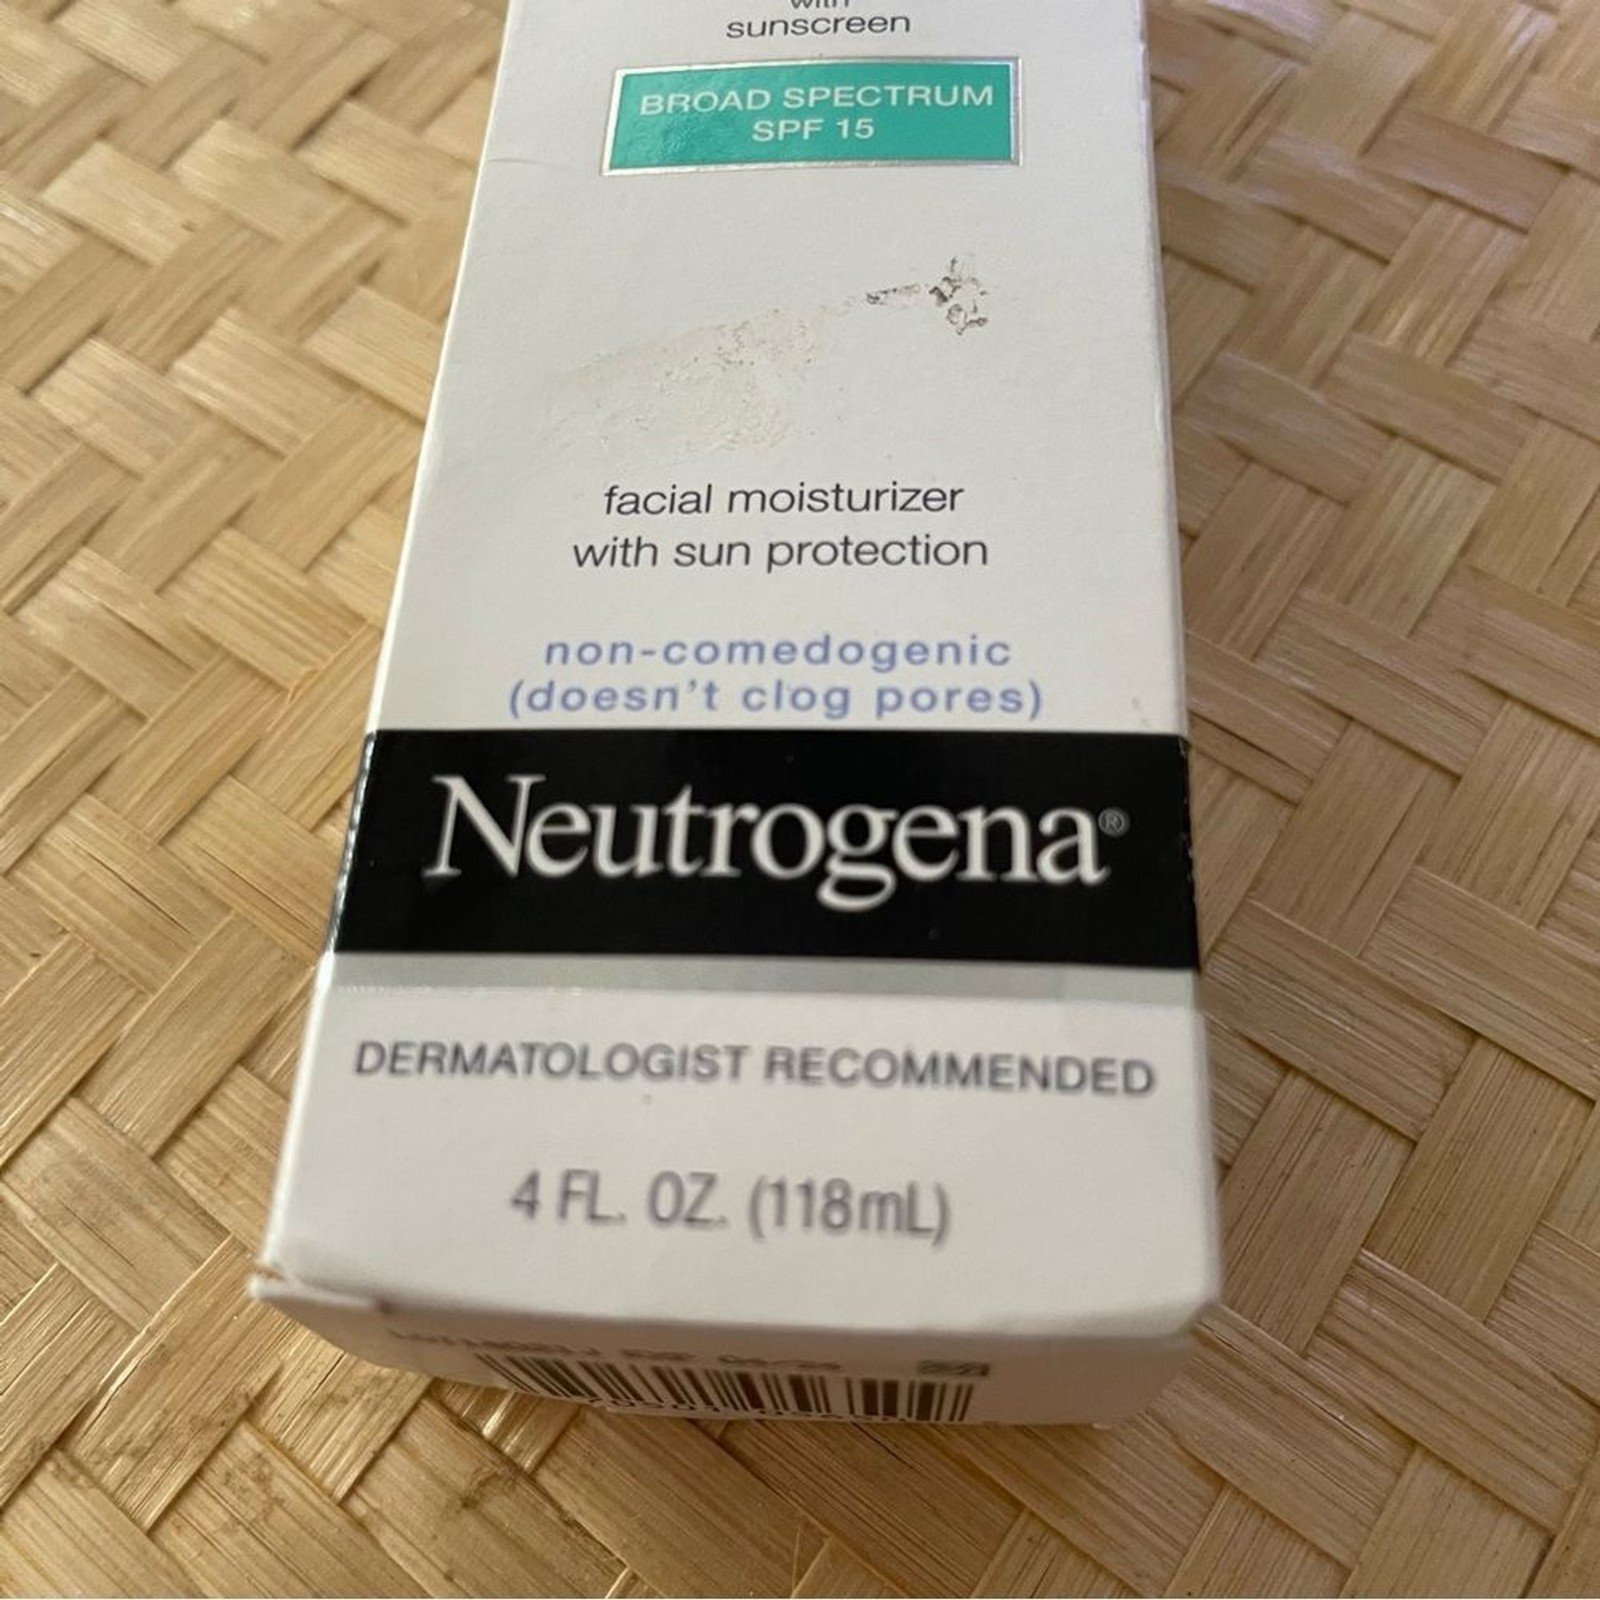 with
sunscreen
BROAD SPECTRUM
SPF 15
facial moisturizer
with sun protection
non-comedogenic
(doesn't clog pores)
Neutrogena®
DERMATOLOGIST RECOMMENDED
4 FL. OZ. (118mL)